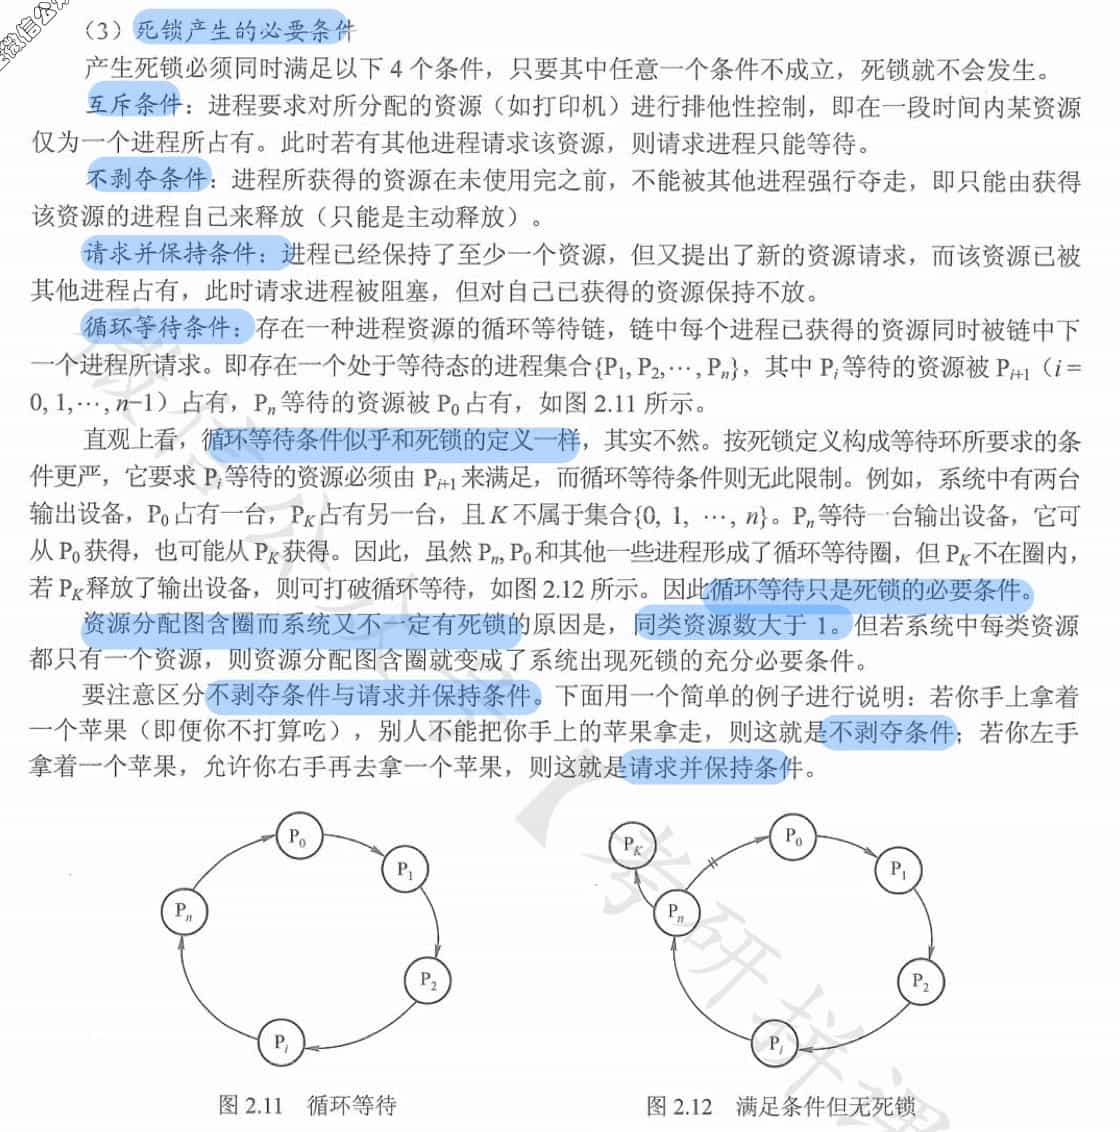 （3）死锁产生的必要条件
产生死锁必须同时满足以下 4 个条件，只要其中任意一个条件不成立，死锁就不会发生。
互斥条件：进程要求对所分配的资源（如打印机）进行排他性控制，即在一段时间内某资源
仅为一个进程所占有。此时若有其他进程请求该资源，则请求进程只能等待。
不剥夺条件：进程所获得的资源在未使用完之前，不能被其他进程强行夺走，即只能由获得
该资源的进程自己来释放（只能是主动释放）。
请求并保持条件：进程已经保持了至少一个资源，但又提出了新的资源请求，而该资源已被
其他进程占有，此时请求进程被阻塞，但对自己已获得的资源保持不放。
循环等待条件：存在一种进程资源的循环等待链，链中每个进程已获得的资源同时被链中下
一个进程所请求。即存在一个处于等待态的进程集合{P1, P2,⋯, Pn}，其中 Pi 等待的资源被 Pi+1（i =
0, 1,⋯, n−1）占有，Pn 等待的资源被 P0 占有，如图 2.11 所示。
直观上看，循环等待条件似乎和死锁的定义一样，其实不然。按死锁定义构成等待环所要求的条
件更严，它要求 Pi 等待的资源必须由 Pi+1 来满足，而循环等待条件则无此限制。例如，系统中有两台
输出设备，P0 占有一台，PK 占有另一台，且 K 不属于集合{0, 1, ⋯, n}。Pn 等待一台输出设备，它可
从 P0 获得，也可能从 PK 获得。因此，虽然 Pn, P0 和其他一些进程形成了循环等待圈，但 PK 不在圈内，
若 PK 释放了输出设备，则可打破循环等待，如图 2.12 所示。因此循环等待只是死锁的必要条件。
资源分配图含圈而系统又不一定有死锁的原因是，同类资源数大于 1。但若系统中每类资源
都只有一个资源，则资源分配图含圈就变成了系统出现死锁的充分必要条件。
要注意区分不剥夺条件与请求并保持条件。下面用一个简单的例子进行说明：若你手上拿着
一个苹果（即便你不打算吃），别人不能把你手上的苹果拿走，则这就是不剥夺条件；若你左手
拿着一个苹果，允许你右手再去拿一个苹果，则这就是请求并保持条件。
P0
P1
P2
Pi
Pn
图 2.11 循环等待
PK
P0
P1
P2
Pi
Pn
图 2.12 满足条件但无死锁
【考研拼课